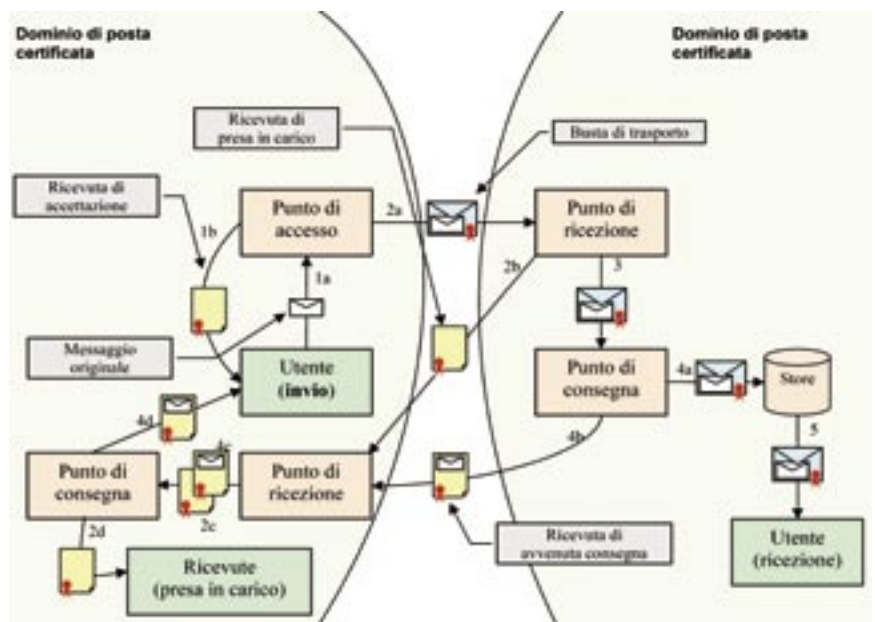 Dominio di posta
certificata
Dominio di posta
certificata
Ricevuta di
presa in carico
Busta di trasporto
Ricevuta di
accettazione
1b
Punto di
accesso
2a
Punto di
ricezione
2b
3
1a
Messaggio
originale
Utente
(invio)
Punto di
consegna
4a
Store
4d
4b
5
4c
Punto di
consegna
Punto di
ricezione
2c
2d
Ricevuta di
avvenuta consegna
Utente
(ricezione)
Ricevute
(presa in carico)